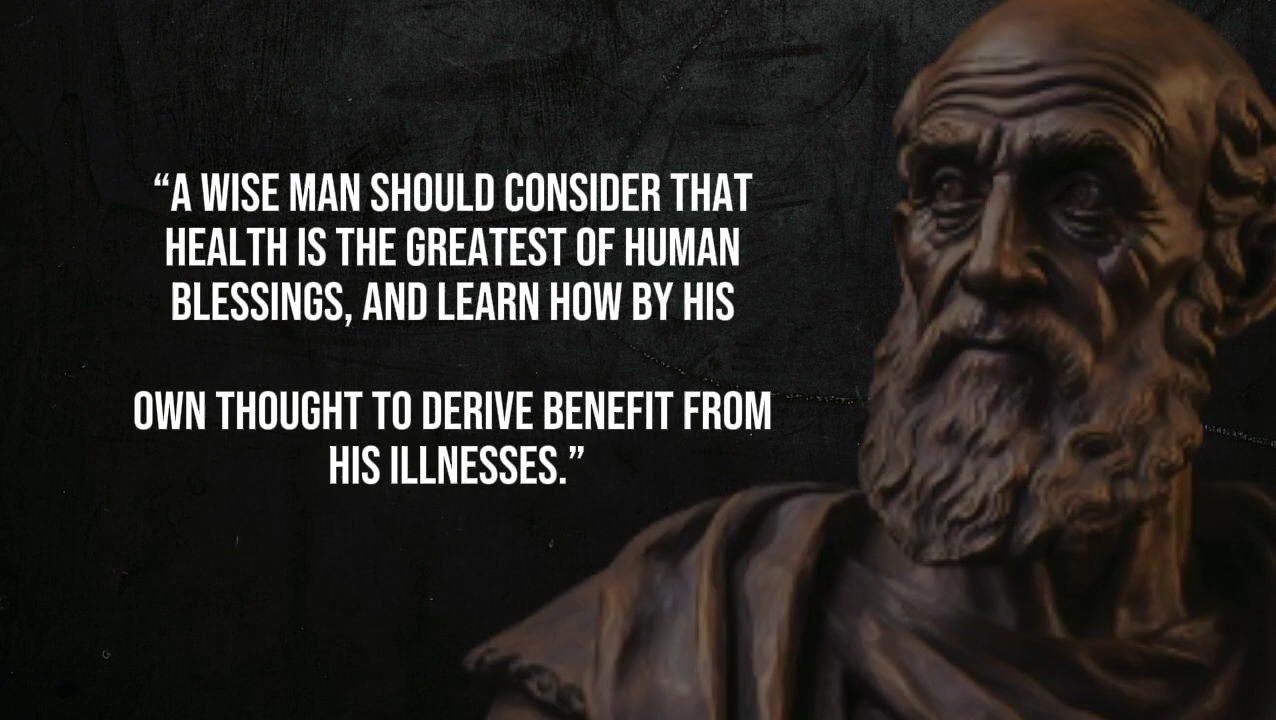 “A WISE MAN SHOULD CONSIDER THAT
HEALTH IS THE GREATEST OF HUMAN
BLESSINGS, AND LEARN HOW BY HIS
OWN THOUGHT TO DERIVE BENEFIT FROM
HIS ILLNESSES.”